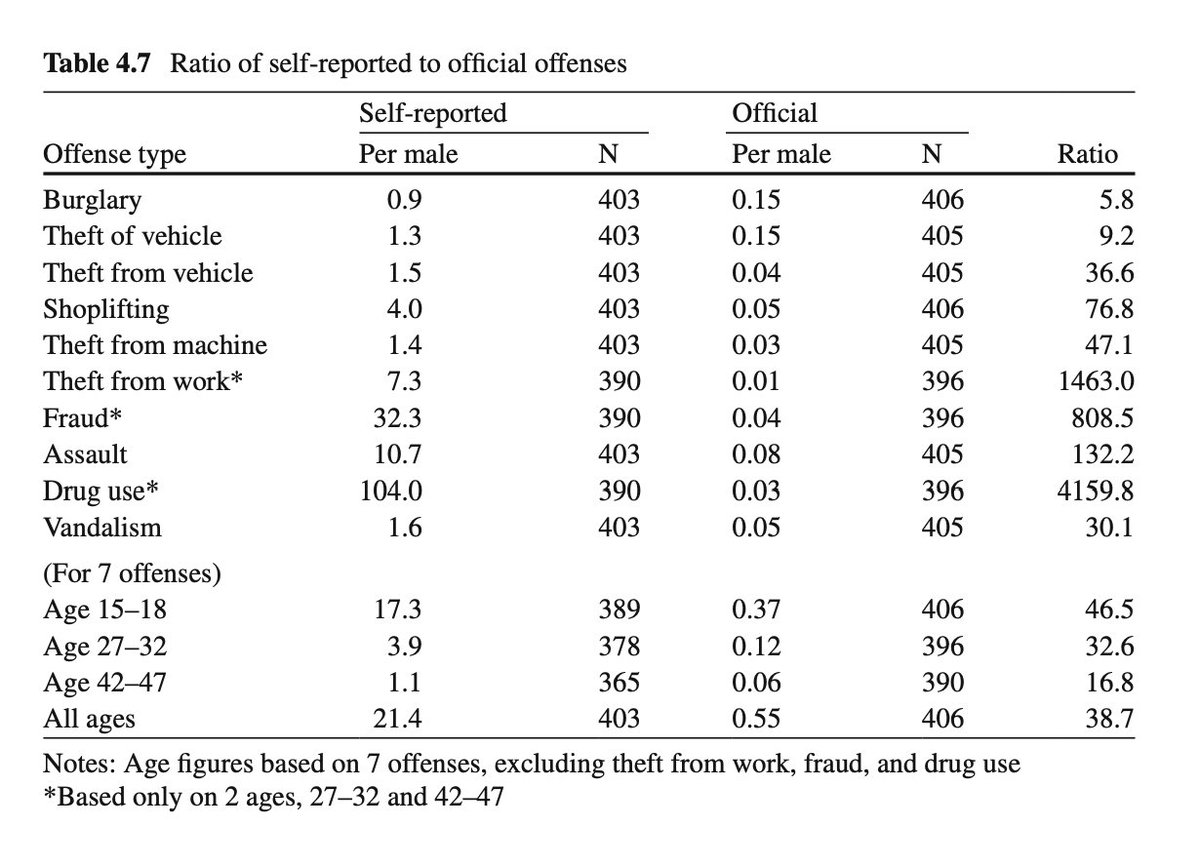 Table 4.7 Ratio of self-reported to official offenses
Self-reported Official
Offense type Per male N Per male N Ratio
Burglary 0.9 403 0.15 406 5.8
Theft of vehicle 1.3 403 0.15 405 9.2
Theft from vehicle 1.5 403 0.04 405 36.6
Shoplifting 4.0 403 0.05 406 76.8
Theft from machine 1.4 403 0.03 405 47.1
Theft from work* 7.3 390 0.01 396 1463.0
Fraud* 32.3 390 0.04 396 808.5
Assault 10.7 403 0.08 405 132.2
Drug use* 104.0 390 0.03 396 4159.8
Vandalism 1.6 403 0.05 405 30.1
(For 7 offenses)
Age 15–18 17.3 389 0.37 406 46.5
Age 27–32 3.9 378 0.12 396 32.6
Age 42–47 1.1 365 0.06 390 16.8
All ages 21.4 403 0.55 406 38.7
Notes: Age figures based on 7 offenses, excluding theft from work, fraud, and drug use
*Based only on 2 ages, 27–32 and 42–47